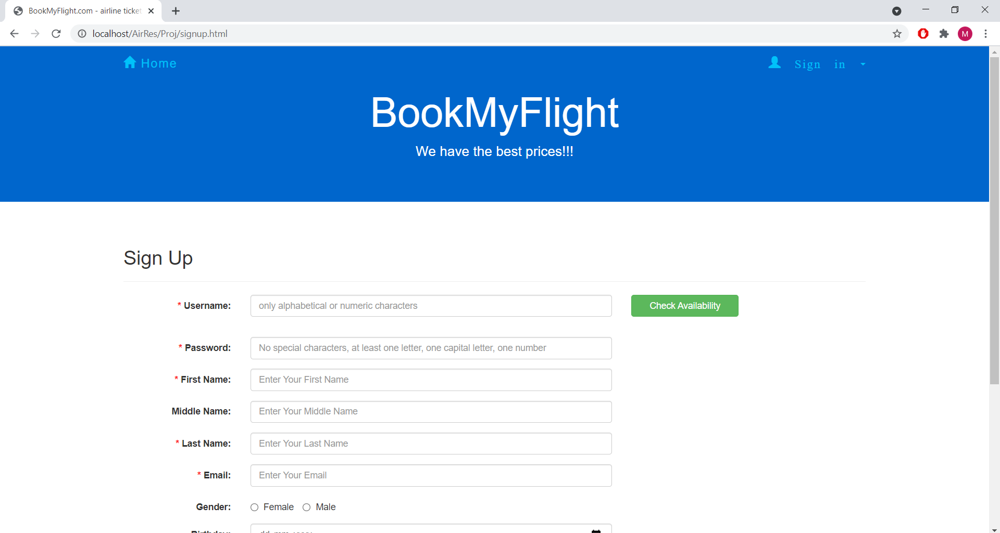 BookMyFlight.com - airline ticket
localhost/AirRes/Proj/signup.html
M
Home
Sign in
BookMyFlight
We have the best prices!!!
Sign Up
* Username:
only alphabetical or numeric characters
Check Availability
* Password:
No special characters, at least one letter, one capital letter, one number
* First Name:
Enter Your First Name
Middle Name:
Enter Your Middle Name
* Last Name:
Enter Your Last Name
* Email:
Enter Your Email
Gender:
Female
Male